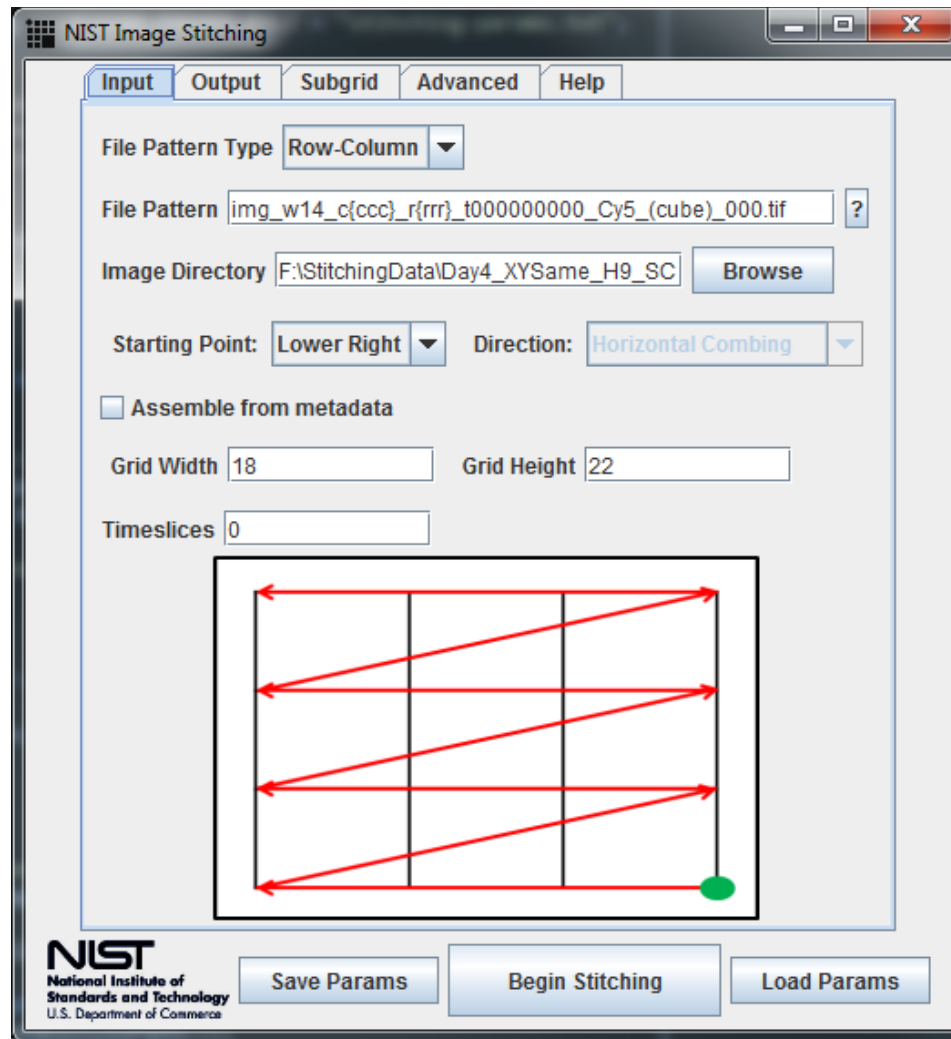 NIST Image Stitching
Input Output Subgrid Advanced Help
File Pattern Type Row-Column
File Pattern img_w14_c{ccc}_r{rrr}_t000000000_Cy5_(cube)_000.tif ?
Image Directory F:\StitchingData\Day4_XYSame_H9_SC Browse
Starting Point: Lower Right Direction: Horizontal Combing
Assemble from metadata
Grid Width 18 Grid Height 22
Timeslices 0
NIST
National Institute of
Standards and Technology
U.S. Department of Commerce
Save Params Begin Stitching Load Params